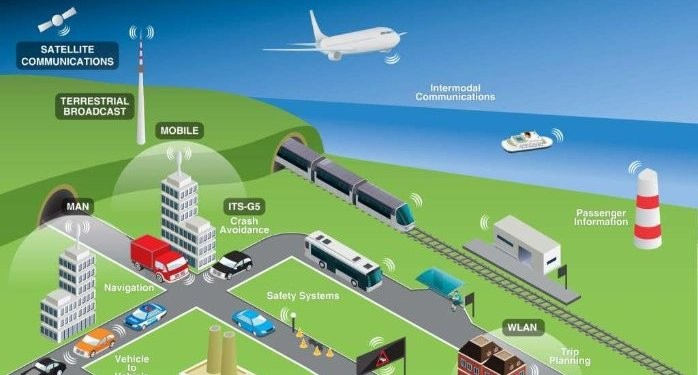 SATELLITE
COMMUNICATIONS
TERRESTRIAL
BROADCAST
Intermodal
Communications
MOBILE
MAN
ITS-G5
Crash
Avoidance
Passenger
Information
Navigation
Safety Systems
WLAN
Trip
Planning
Vehicle
to
Vehicle